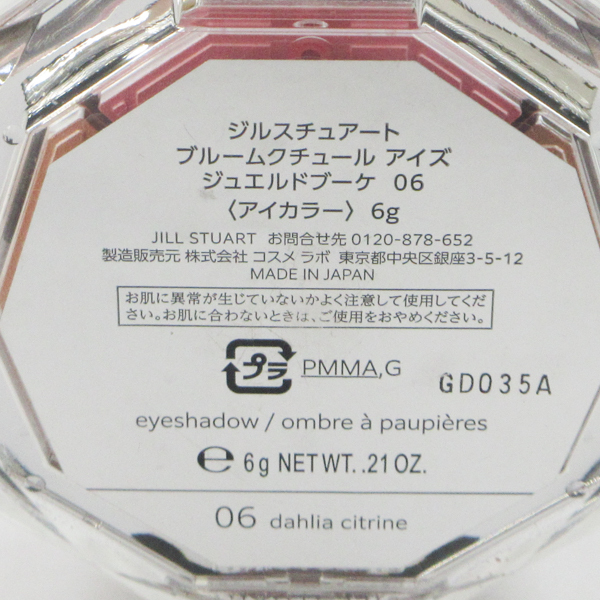 ジルスチュアート
ブルームクチュール アイズ
ジュエルドブーケ 06
〈アイカラー〉 6g
JILL STUART お問合せ先 0120-878-652
製造販売元 株式会社 コスメ ラボ 東京都中央区銀座3-5-12
MADE IN JAPAN
お肌に異常が生じていないかよく注意して使用してくだ
さい。お肌に合わないときは、ご使用をおやめください。
プラ PMMA,G
GD035A
eyeshadow / ombre à paupières
℮ 6g NET WT. .21 OZ.
06 dahlia citrine